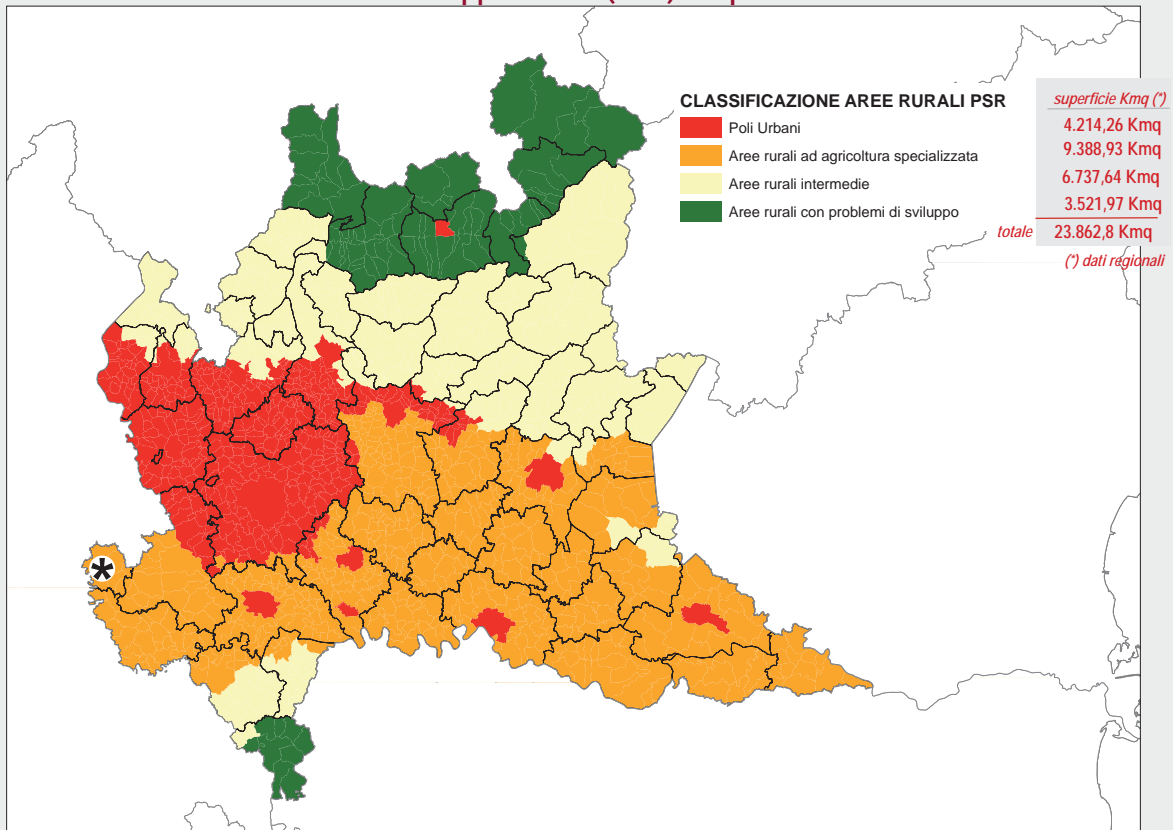 CLASSIFICAZIONE AREE RURALI PSR
superficie Kmq (*)
Poli Urbani
4.214,26 Kmq
Aree rurali ad agricoltura specializzata
9.388,93 Kmq
Aree rurali intermedie
6.737,64 Kmq
Aree rurali con problemi di sviluppo
3.521,97 Kmq
totale 23.862,8 Kmq
(*) dati regionali
*